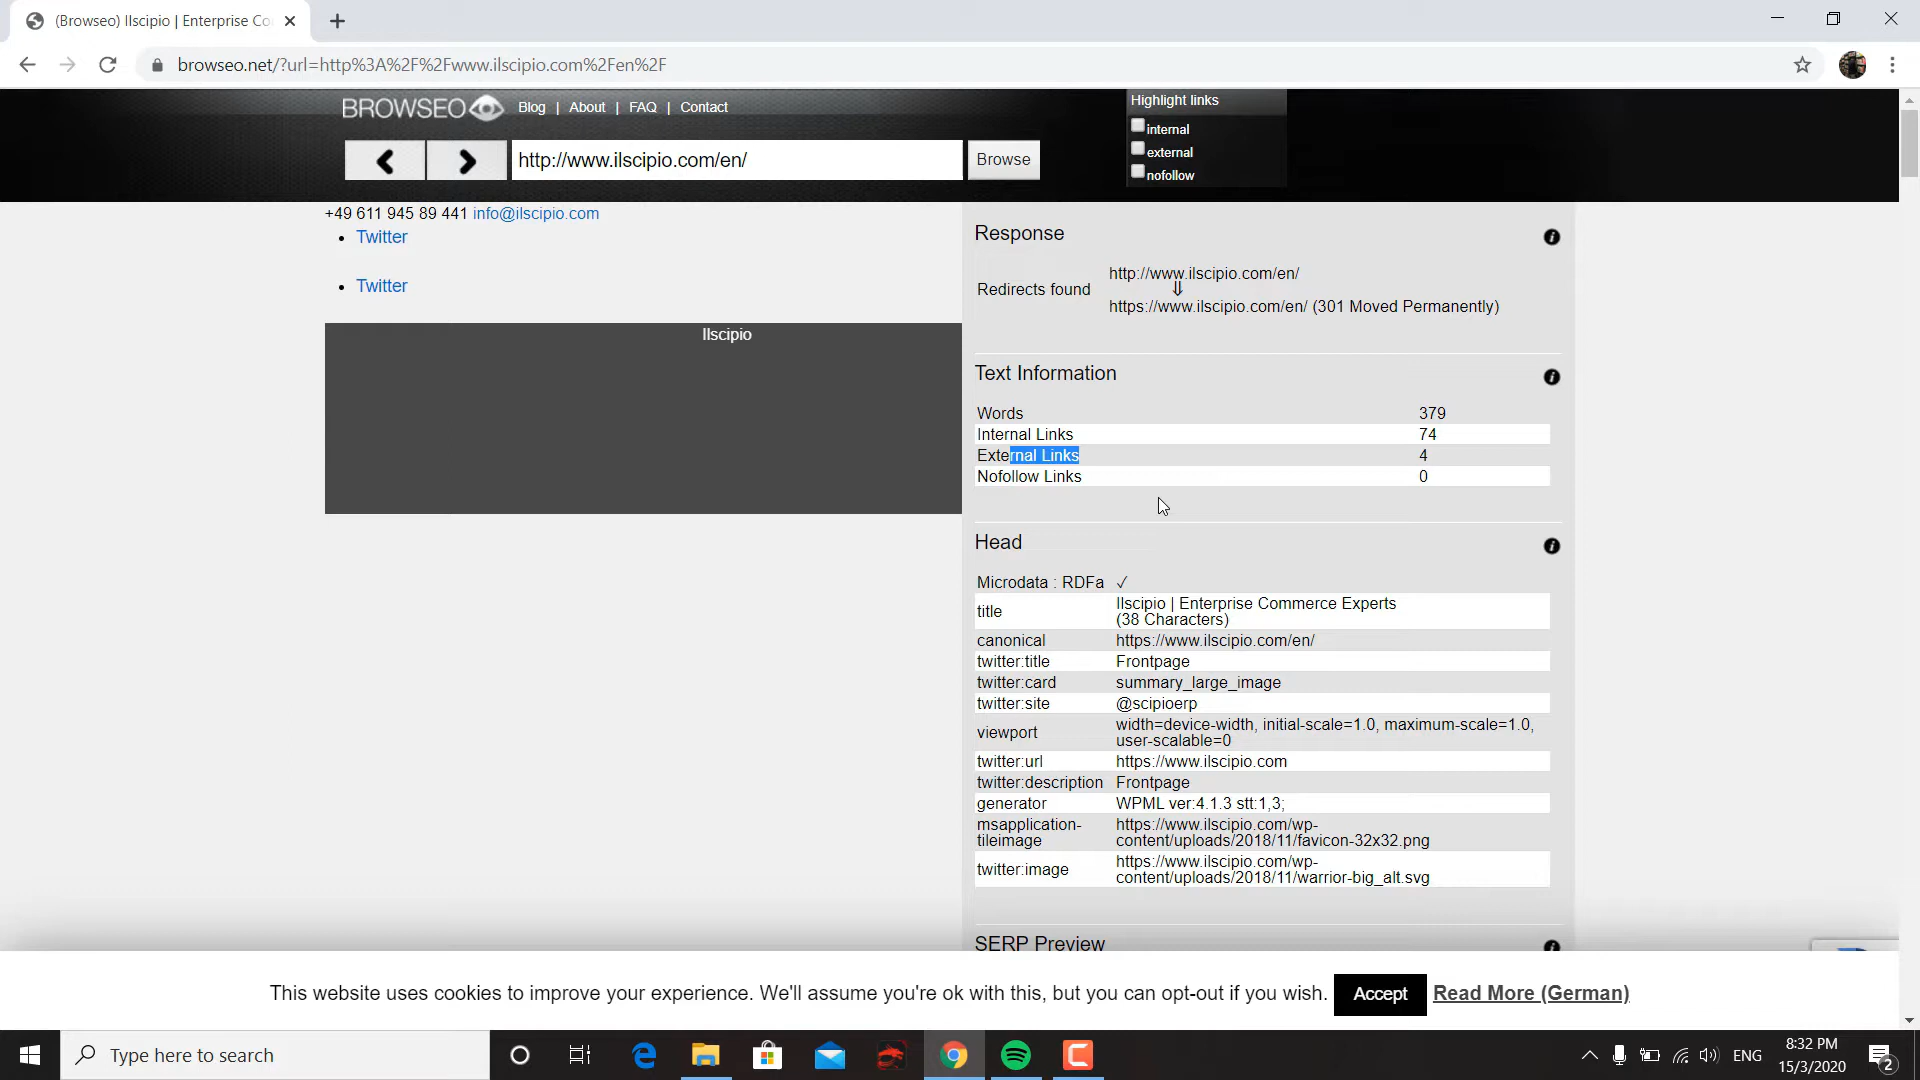 (Browseo) Ilscipio | Enterprise Co
browseo.net/?url=http%3A%2F%2Fwww.ilscipio.com%2Fen%2F
BROWSEO Blog | About | FAQ | Contact
http://www.ilscipio.com/en/ Browse
Highlight links
internal
external
nofollow
+49 611 945 89 441 info@ilscipio.com
• Twitter
• Twitter
Ilscipio
Response
Redirects found
http://www.ilscipio.com/en/
⇓
https://www.ilscipio.com/en/ (301 Moved Permanently)
Text Information
Words 379
Internal Links 74
External Links 4
Nofollow Links 0
Head
Microdata : RDFa ✓
title Ilscipio | Enterprise Commerce Experts
(38 Characters)
canonical https://www.ilscipio.com/en/
twitter:title Frontpage
twitter:card summary_large_image
twitter:site @scipioerp
viewport width=device-width, initial-scale=1.0, maximum-scale=1.0,
user-scalable=0
twitter:url https://www.ilscipio.com
twitter:description Frontpage
generator WPML ver:4.1.3 stt:1,3;
msapplication- https://www.ilscipio.com/wp-
tileimage content/uploads/2018/11/favicon-32x32.png
twitter:image https://www.ilscipio.com/wp-
content/uploads/2018/11/warrior-big_alt.svg
SERP Preview
This website uses cookies to improve your experience. We'll assume you're ok with this, but you can opt-out if you wish. Accept Read More (German)
Type here to search
ENG
8:32 PM
15/3/2020
2